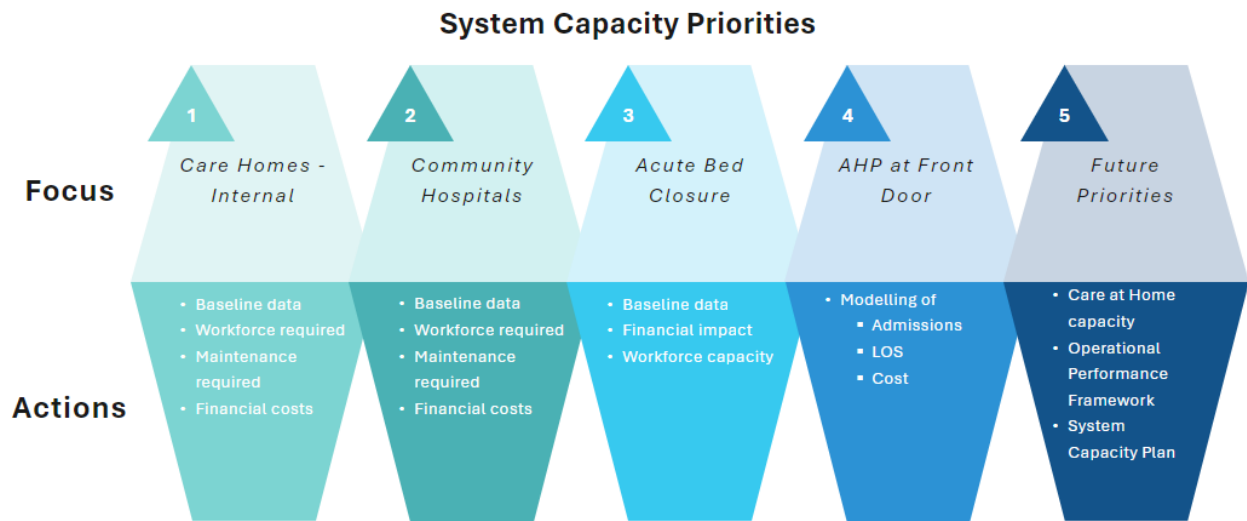 System Capacity Priorities
Focus
1
Care Homes -
Internal
2
Community
Hospitals
3
Acute Bed
Closure
4
AHP at Front
Door
5
Future
Priorities
Actions
• Baseline data
• Workforce required
• Maintenance
required
• Financial costs
• Baseline data
• Workforce required
• Maintenance
required
• Financial costs
• Baseline data
• Financial impact
• Workforce capacity
• Modelling of
▪ Admissions
▪ LOS
▪ Cost
• Care at Home
capacity
• Operational
Performance
Framework
• System
Capacity Plan